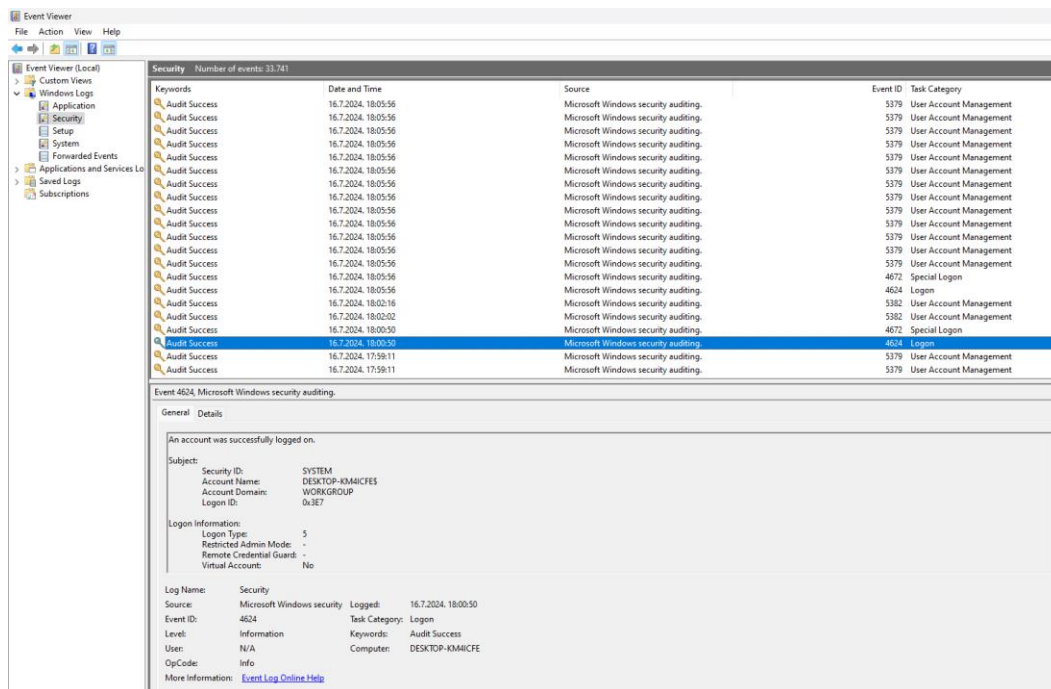 Event Viewer
File Action View Help
Event Viewer (Local)
Custom Views
Windows Logs
Application
Security
Setup
System
Forwarded Events
Applications and Services Lo
Saved Logs
Subscriptions
Security Number of events: 33.741
Keywords Date and Time Source Event ID Task Category
Audit Success 16.7.2024. 18:05:56 Microsoft Windows security auditing. 5379 User Account Management
Audit Success 16.7.2024. 18:05:56 Microsoft Windows security auditing. 5379 User Account Management
Audit Success 16.7.2024. 18:05:56 Microsoft Windows security auditing. 5379 User Account Management
Audit Success 16.7.2024. 18:05:56 Microsoft Windows security auditing. 5379 User Account Management
Audit Success 16.7.2024. 18:05:56 Microsoft Windows security auditing. 5379 User Account Management
Audit Success 16.7.2024. 18:05:56 Microsoft Windows security auditing. 5379 User Account Management
Audit Success 16.7.2024. 18:05:56 Microsoft Windows security auditing. 5379 User Account Management
Audit Success 16.7.2024. 18:05:56 Microsoft Windows security auditing. 5379 User Account Management
Audit Success 16.7.2024. 18:05:56 Microsoft Windows security auditing. 5379 User Account Management
Audit Success 16.7.2024. 18:05:56 Microsoft Windows security auditing. 5379 User Account Management
Audit Success 16.7.2024. 18:05:56 Microsoft Windows security auditing. 5379 User Account Management
Audit Success 16.7.2024. 18:05:56 Microsoft Windows security auditing. 5379 User Account Management
Audit Success 16.7.2024. 18:05:56 Microsoft Windows security auditing. 5379 User Account Management
Audit Success 16.7.2024. 18:05:56 Microsoft Windows security auditing. 4672 Special Logon
Audit Success 16.7.2024. 18:05:56 Microsoft Windows security auditing. 4624 Logon
Audit Success 16.7.2024. 18:02:16 Microsoft Windows security auditing. 5382 User Account Management
Audit Success 16.7.2024. 18:02:02 Microsoft Windows security auditing. 5382 User Account Management
Audit Success 16.7.2024. 18:00:50 Microsoft Windows security auditing. 4672 Special Logon
Audit Success 16.7.2024. 18:00:50 Microsoft Windows security auditing. 4624 Logon
Audit Success 16.7.2024. 17:59:11 Microsoft Windows security auditing. 5379 User Account Management
Audit Success 16.7.2024. 17:59:11 Microsoft Windows security auditing. 5379 User Account Management
Event 4624, Microsoft Windows security auditing.
General Details
An account was successfully logged on.
Subject:
Security ID: SYSTEM
Account Name: DESKTOP-KM4ICFE$
Account Domain: WORKGROUP
Logon ID: 0x3E7
Logon Information:
Logon Type: 5
Restricted Admin Mode: -
Remote Credential Guard: -
Virtual Account: No
Log Name: Security
Source: Microsoft Windows security Logged: 16.7.2024. 18:00:50
Event ID: 4624 Task Category: Logon
Level: Information Keywords: Audit Success
User: N/A Computer: DESKTOP-KM4ICFE
OpCode: Info
More Information: Event Log Online Help